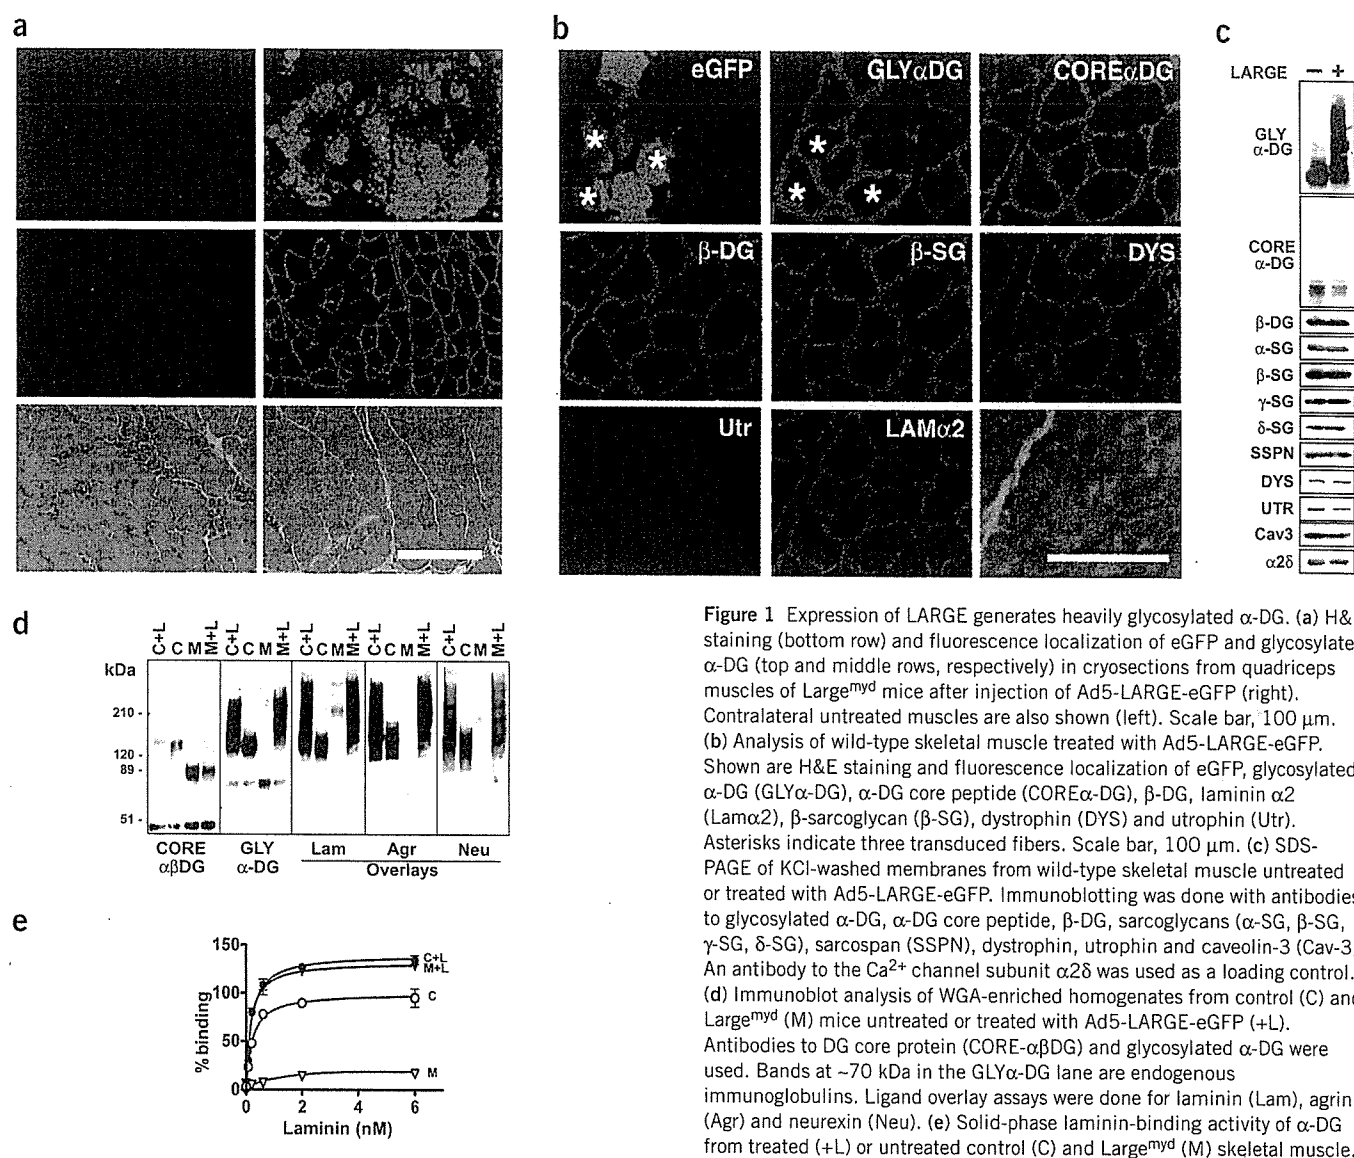 a
b
c
eGFP
GLYαDG
COREαDG
β-DG
β-SG
DYS
Utr
LAMα2
* * *
* * *
LARGE − +
GLY
α-DG
CORE
α-DG
β-DG
α-SG
β-SG
γ-SG
δ-SG
SSPN
DYS
UTR
Cav3
α2δ
d
C+L C M M+L C+L C M M+L C+L C M M+L C+L C M M+L C+L C M M+L
kDa
210 -
120 -
89 -
51 -
CORE
αβDG
GLY
α-DG
Lam
Agr
Neu
Overlays
e
% binding
150
100
50
0
0 2 4 6
Laminin (nM)
C+L
M+L
C
M
Figure 1 Expression of LARGE generates heavily glycosylated α-DG. (a) H&
staining (bottom row) and fluorescence localization of eGFP and glycosylate
α-DG (top and middle rows, respectively) in cryosections from quadriceps
muscles of Largemyd mice after injection of Ad5-LARGE-eGFP (right).
Contralateral untreated muscles are also shown (left). Scale bar, 100 μm.
(b) Analysis of wild-type skeletal muscle treated with Ad5-LARGE-eGFP.
Shown are H&E staining and fluorescence localization of eGFP, glycosylated
α-DG (GLYα-DG), α-DG core peptide (COREα-DG), β-DG, laminin α2
(Lamα2), β-sarcoglycan (β-SG), dystrophin (DYS) and utrophin (Utr).
Asterisks indicate three transduced fibers. Scale bar, 100 μm. (c) SDS-
PAGE of KCl-washed membranes from wild-type skeletal muscle untreated
or treated with Ad5-LARGE-eGFP. Immunoblotting was done with antibodies
to glycosylated α-DG, α-DG core peptide, β-DG, sarcoglycans (α-SG, β-SG,
γ-SG, δ-SG), sarcospan (SSPN), dystrophin, utrophin and caveolin-3 (Cav-3
An antibody to the Ca2+ channel subunit α2δ was used as a loading control.
(d) Immunoblot analysis of WGA-enriched homogenates from control (C) and
Largemyd (M) mice untreated or treated with Ad5-LARGE-eGFP (+L).
Antibodies to DG core protein (CORE-αβDG) and glycosylated α-DG were
used. Bands at ~70 kDa in the GLYα-DG lane are endogenous
immunoglobulins. Ligand overlay assays were done for laminin (Lam), agrin
(Agr) and neurexin (Neu). (e) Solid-phase laminin-binding activity of α-DG
from treated (+L) or untreated control (C) and Largemyd (M) skeletal muscle.